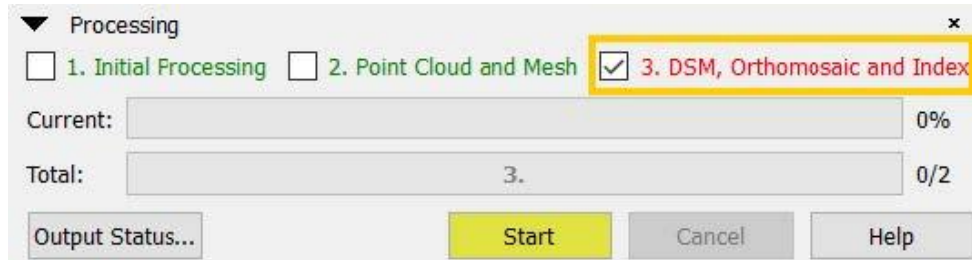 Processing ×
1. Initial Processing 2. Point Cloud and Mesh 3. DSM, Orthomosaic and Index
Current: 0%
Total: 3. 0/2
Output Status... Start Cancel Help